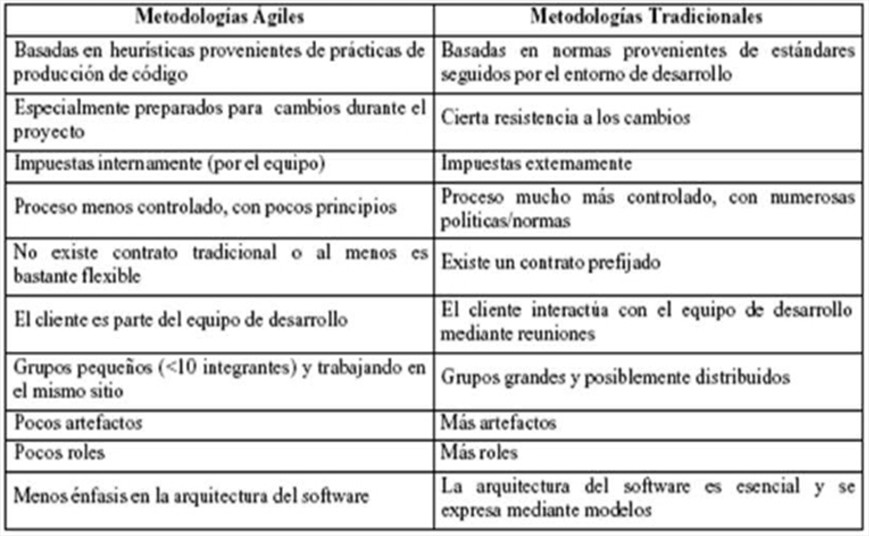 Metodologías Ágiles
Metodologías Tradicionales
Basadas en heurísticas provenientes de prácticas de
producción de código
Basadas en normas provenientes de estándares
seguidos por el entorno de desarrollo
Especialmente preparados para cambios durante el
proyecto
Cierta resistencia a los cambios
Impuestas internamente (por el equipo)
Impuestas externamente
Proceso menos controlado, con pocos principios
Proceso mucho más controlado, con numerosas
políticas/normas
No existe contrato tradicional o al menos es
bastante flexible
Existe un contrato prefijado
El cliente es parte del equipo de desarrollo
El cliente interactúa con el equipo de desarrollo
mediante reuniones
Grupos pequeños (<10 integrantes) y trabajando en
el mismo sitio
Grupos grandes y posiblemente distribuidos
Pocos artefactos
Más artefactos
Pocos roles
Más roles
Menos énfasis en la arquitectura del software
La arquitectura del software es esencial y se
expresa mediante modelos